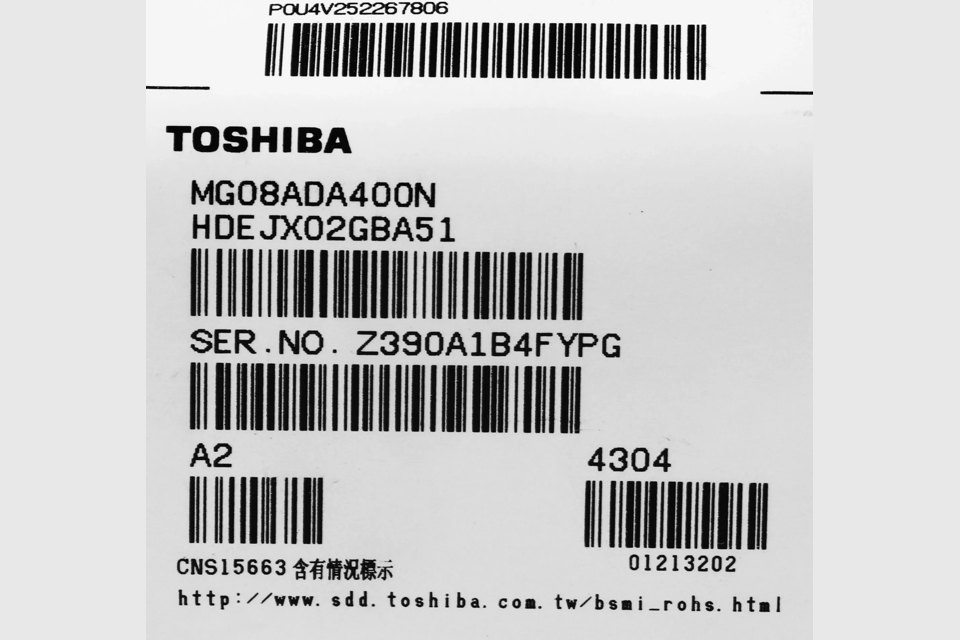 P0U4V252267806
TOSHIBA
MG08ADA400N
HDEJX02GBA51
SER.NO. Z390A1B4FYPG
A2
4304
01213202
CNS15663 含有情況標示
http://www.sdd.toshiba.com.tw/bsmi_rohs.html